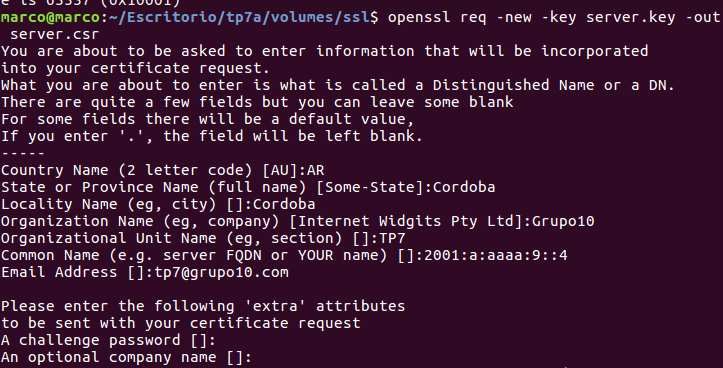 e is 65537 (0x10001)
marco@marco:~/Escritorio/tp7a/volumes/ssl$ openssl req -new -key server.key -out
 server.csr
You are about to be asked to enter information that will be incorporated
into your certificate request.
What you are about to enter is what is called a Distinguished Name or a DN.
There are quite a few fields but you can leave some blank
For some fields there will be a default value,
If you enter '.', the field will be left blank.
-----
Country Name (2 letter code) [AU]:AR
State or Province Name (full name) [Some-State]:Cordoba
Locality Name (eg, city) []:Cordoba
Organization Name (eg, company) [Internet Widgits Pty Ltd]:Grupo10
Organizational Unit Name (eg, section) []:TP7
Common Name (e.g. server FQDN or YOUR name) []:2001:a:aaaa:9::4
Email Address []:tp7@grupo10.com

Please enter the following 'extra' attributes
to be sent with your certificate request
A challenge password []:
An optional company name []: